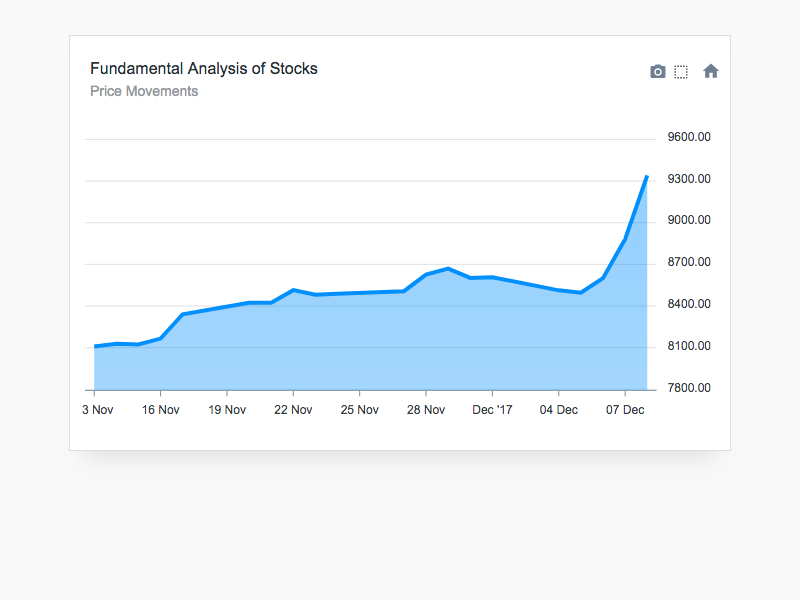 Fundamental Analysis of Stocks
Price Movements
9600.00
9300.00
9000.00
8700.00
8400.00
8100.00
7800.00
3 Nov 16 Nov 19 Nov 22 Nov 25 Nov 28 Nov Dec '17 04 Dec 07 Dec